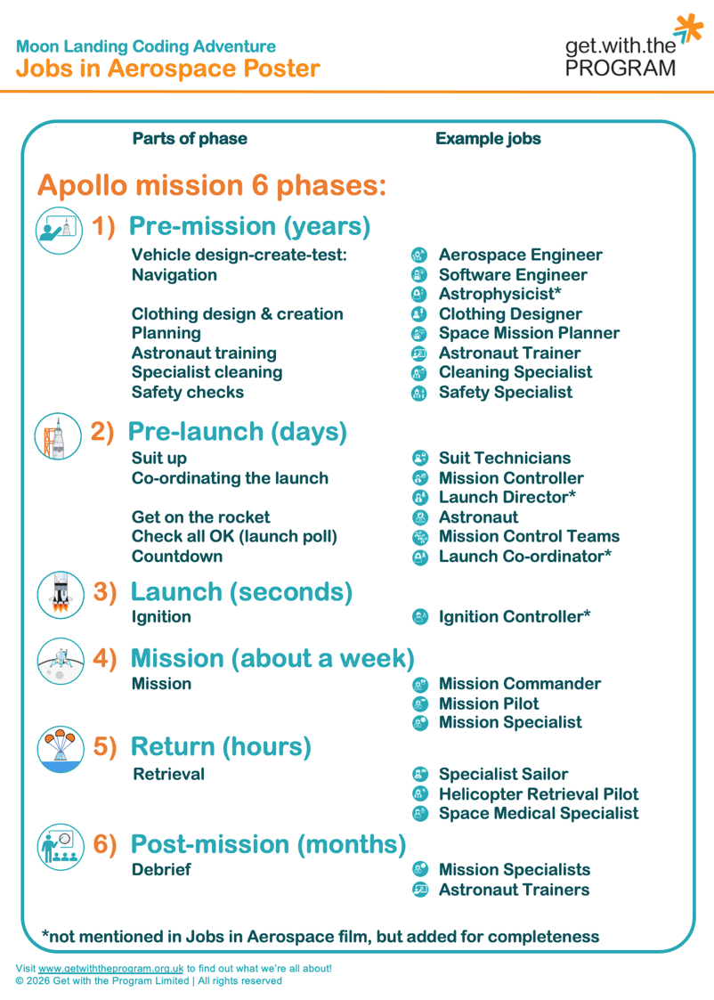 Moon Landing Coding Adventure
Jobs in Aerospace Poster
get.with.the
PROGRAM
Parts of phase Example jobs
Apollo mission 6 phases:
1) Pre-mission (years)
Vehicle design-create-test: Aerospace Engineer
Navigation Software Engineer
Astrophysicist*
Clothing design & creation Clothing Designer
Planning Space Mission Planner
Astronaut training Astronaut Trainer
Specialist cleaning Cleaning Specialist
Safety checks Safety Specialist
2) Pre-launch (days)
Suit up Suit Technicians
Co-ordinating the launch Mission Controller
Launch Director*
Get on the rocket Astronaut
Check all OK (launch poll) Mission Control Teams
Countdown Launch Co-ordinator*
3) Launch (seconds)
Ignition Ignition Controller*
4) Mission (about a week)
Mission Mission Commander
Mission Pilot
Mission Specialist
5) Return (hours)
Retrieval Specialist Sailor
Helicopter Retrieval Pilot
Space Medical Specialist
6) Post-mission (months)
Debrief Mission Specialists
Astronaut Trainers
*not mentioned in Jobs in Aerospace film, but added for completeness
Visit www.getwiththeprogram.org.uk to find out what we're all about!
© 2026 Get with the Program Limited | All rights reserved